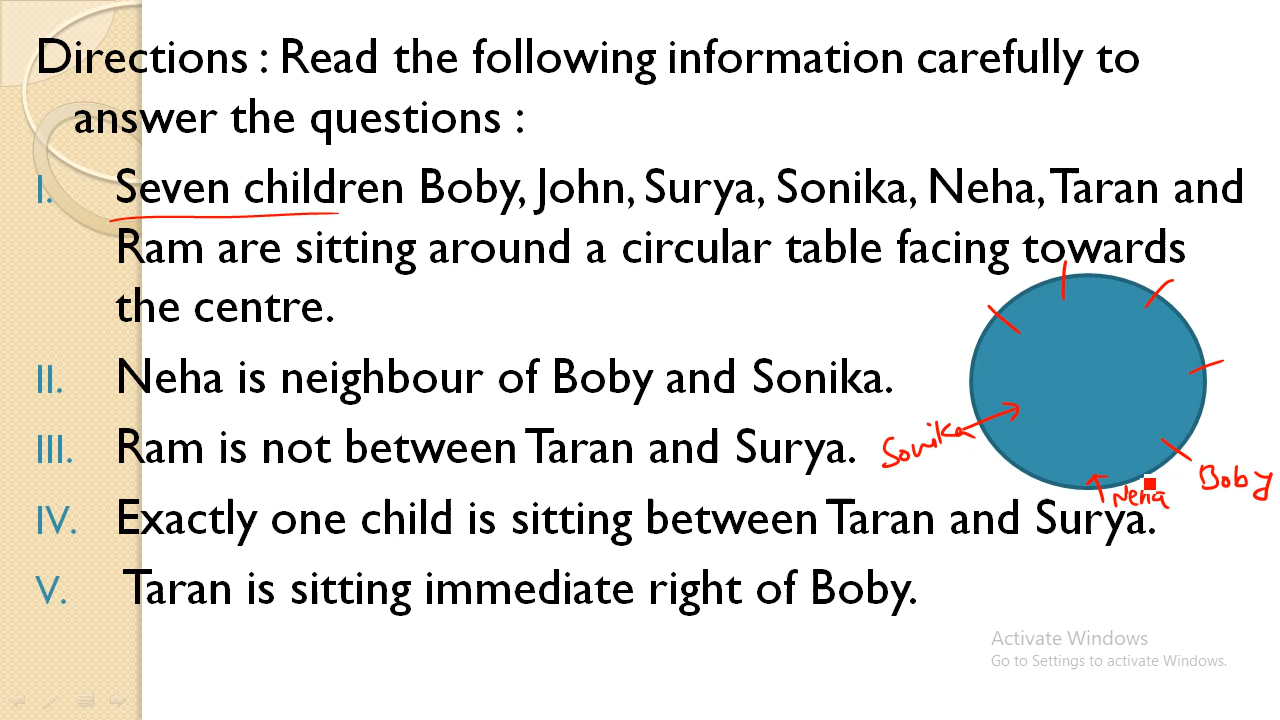 Directions : Read the following information carefully to
answer the questions :
I. Seven children Boby, John, Surya, Sonika, Neha, Taran and
Ram are sitting around a circular table facing towards
the centre.
II. Neha is neighbour of Boby and Sonika.
III. Ram is not between Taran and Surya.
Sonika
Boby
Neha
IV. Exactly one child is sitting between Taran and Surya.
V. Taran is sitting immediate right of Boby.
Activate Windows
Go to Settings to activate Windows.